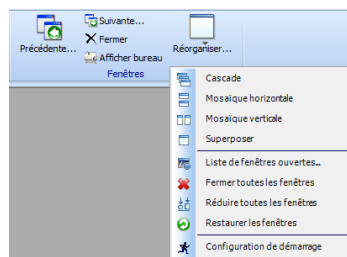 Suivante...
Fermer
Afficher bureau
Précédente...
Réorganiser...
Fenêtres
Cascade
Mosaïque horizontale
Mosaïque verticale
Superposer
Liste de fenêtres ouvertes...
Fermer toutes les fenêtres
Réduire toutes les fenêtres
Restaurer les fenêtres
Configuration de démarrage